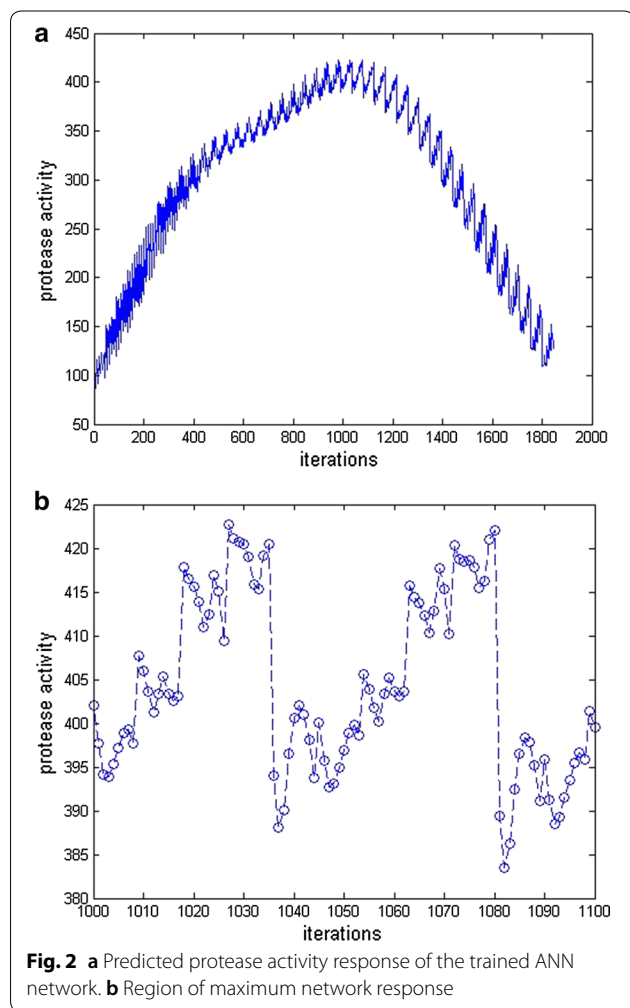 a
450
400
350
300
250
200
150
100
50
protease activity
0 200 400 600 800 1000 1200 1400 1600 1800 2000
iterations
b
425
420
415
410
405
400
395
390
385
380
protease activity
1000 1010 1020 1030 1040 1050 1060 1070 1080 1090 1100
iterations
Fig. 2 a Predicted protease activity response of the trained ANN
network. b Region of maximum network response